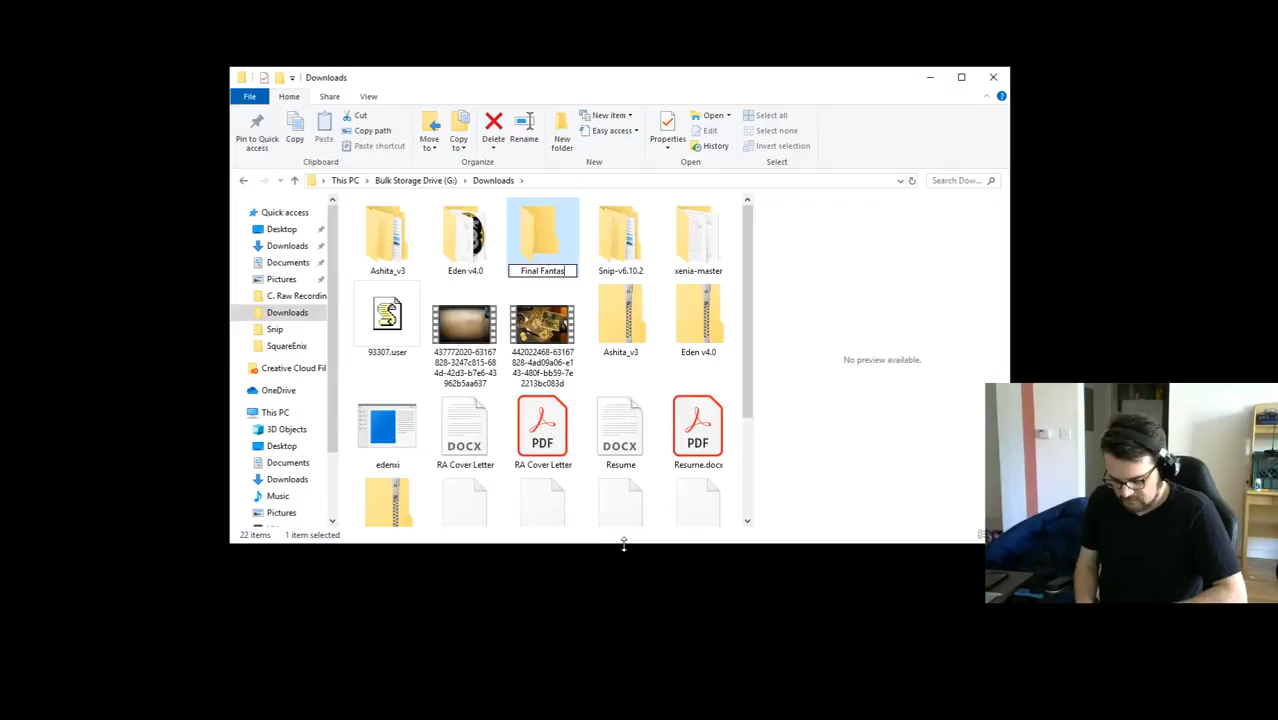 Downloads
File Home Share View
Pin to Quick access
Copy
Paste
Cut
Copy path
Paste shortcut
Clipboard
Move to
Copy to
Delete
Rename
Organize
New folder
New item
Easy access
New
Properties
Open
Edit
History
Open
Select all
Select none
Invert selection
Select
This PC Bulk Storage Drive (G:) Downloads
Search Dow...
Quick access
Desktop
Downloads
Documents
Pictures
C. Raw Recordin
Downloads
Snip
SquareEnix
Creative Cloud Fil
OneDrive
This PC
3D Objects
Desktop
Documents
Downloads
Music
Pictures
Ashita_v3
Eden v4.0
Final Fantas
Snip-v6.10.2
xenia-master
93307.user
437772020-63167
828-3247c815-68
4d-42d3-b7e6-43
962b5aa637
442022468-63167
828-4ad09a06-e1
43-480f-bb59-7e
2213bc083d
Ashita_v3
Eden v4.0
edenxi
DOCX
RA Cover Letter
PDF
RA Cover Letter
DOCX
Resume
PDF
Resume.docx
No preview available.
22 items 1 item selected